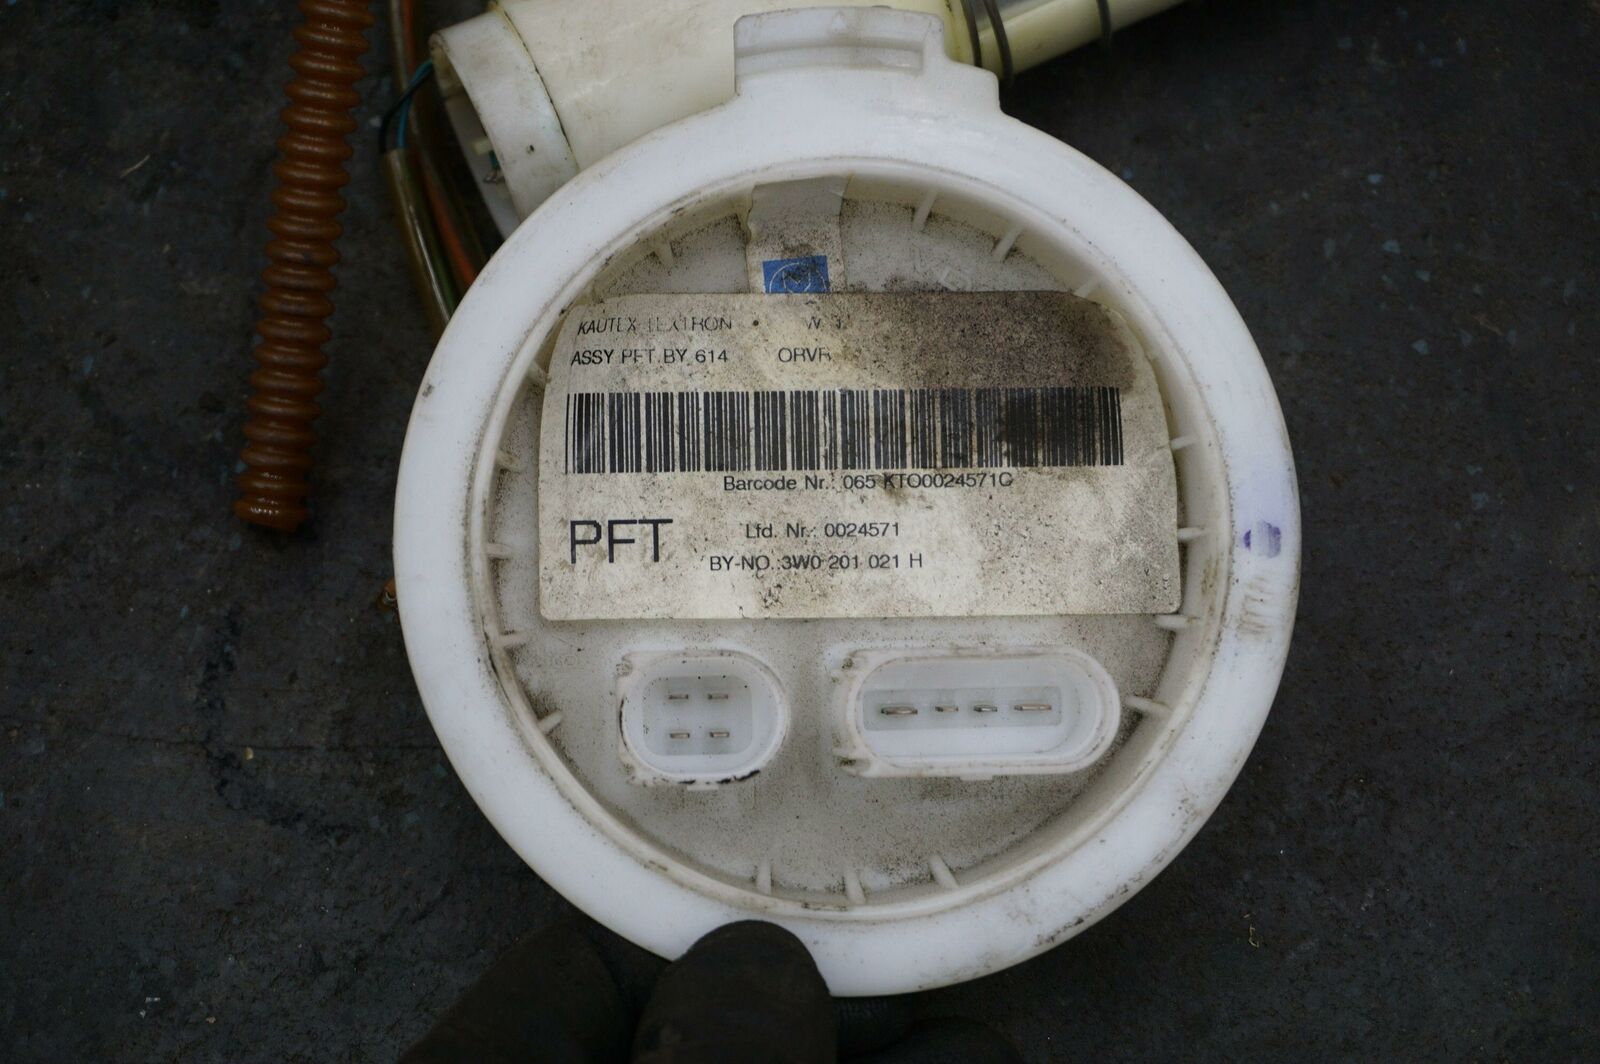 KAUTEX TEXTRON
ASSY PFT BY 614 ORVR
Barcode Nr.: 065 KTO0024571C
PFT
Lfd. Nr.: 0024571
BY-NO.:3W0 201 021 H